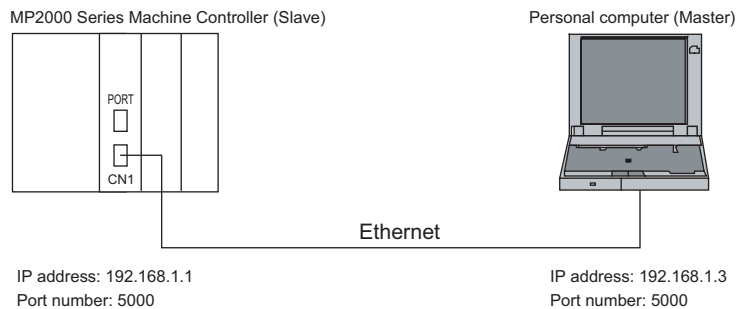 MP2000 Series Machine Controller (Slave)
Personal computer (Master)
PORT
CN1
Ethernet
IP address: 192.168.1.1
Port number: 5000
IP address: 192.168.1.3
Port number: 5000